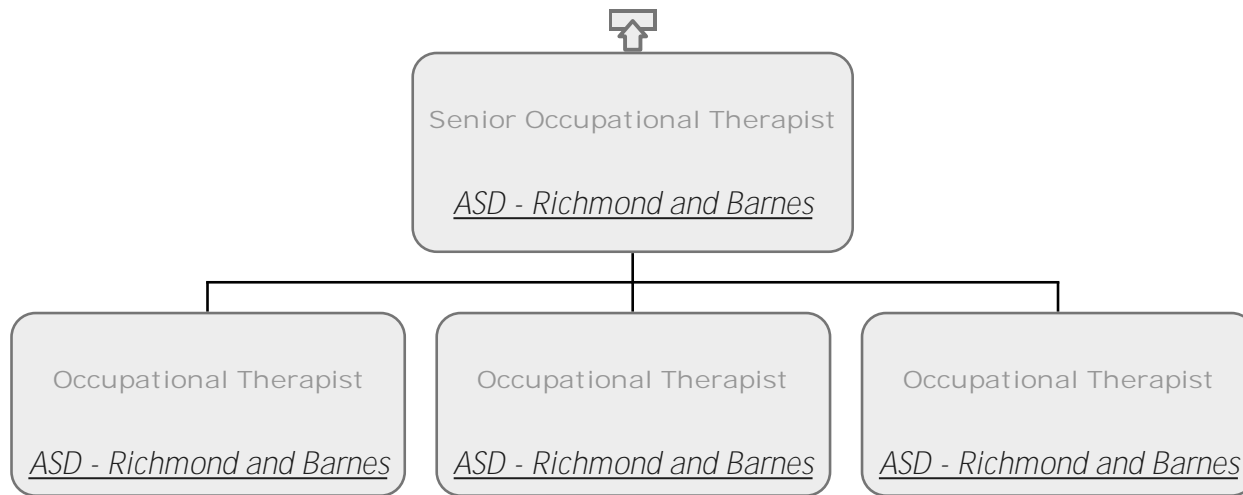 Senior Occupational Therapist
ASD - Richmond and Barnes
Occupational Therapist
ASD - Richmond and Barnes
Occupational Therapist
ASD - Richmond and Barnes
Occupational Therapist
ASD - Richmond and Barnes